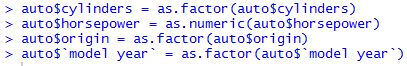 > auto$cylinders = as.factor(auto$cylinders)
> auto$horsepower = as.numeric(auto$horsepower)
> auto$origin = as.factor(auto$origin)
> auto$`model year` = as.factor(auto$`model year`)